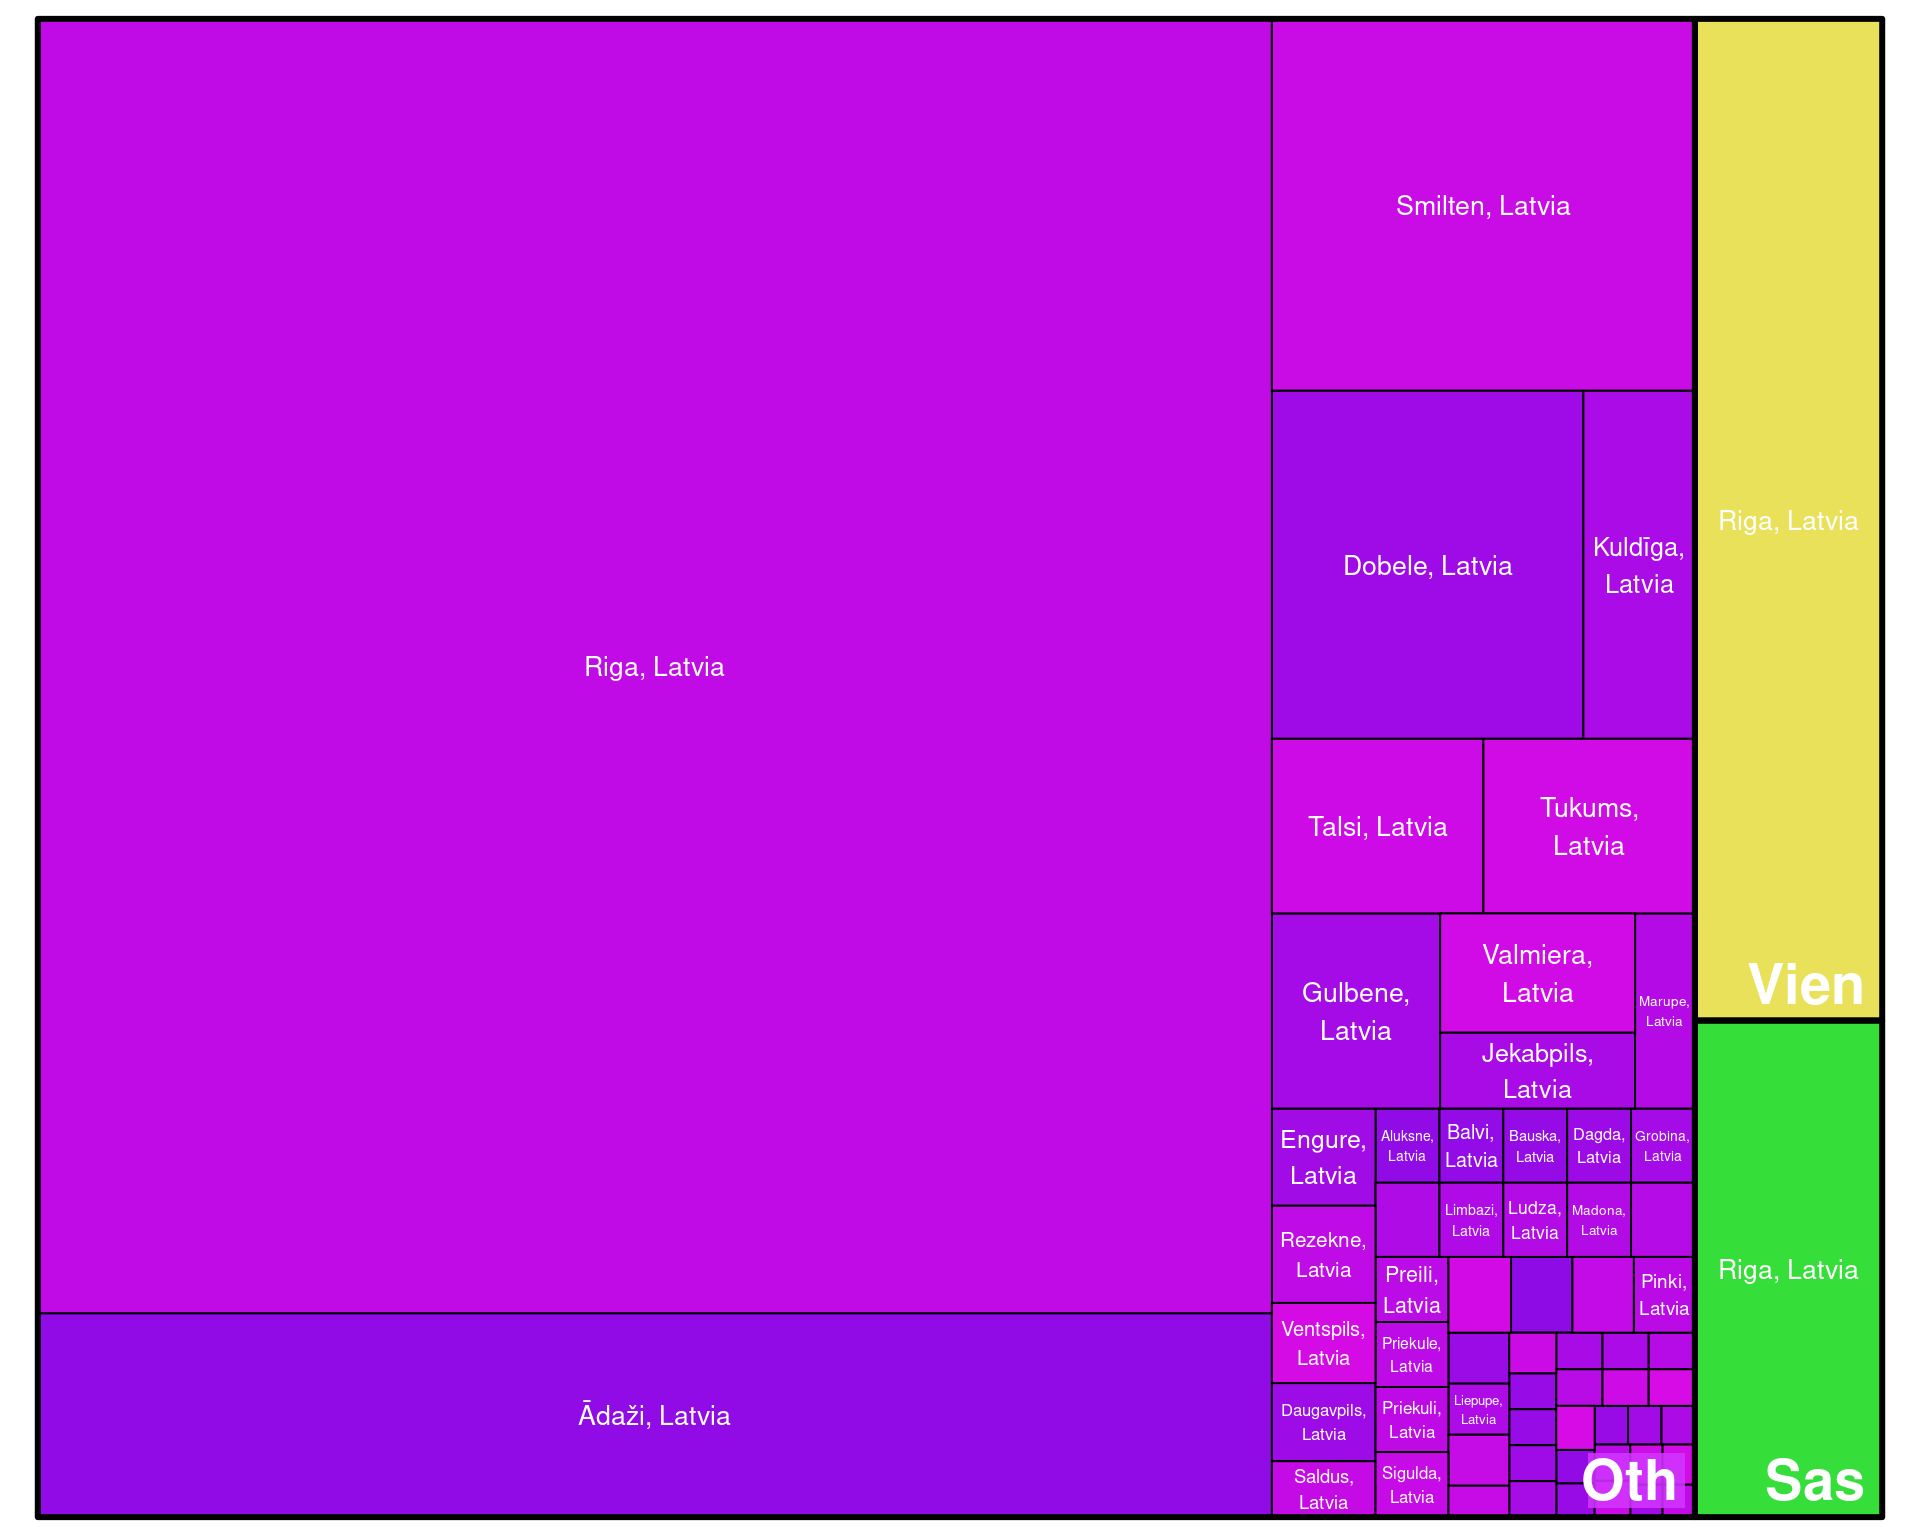 Riga, Latvia
Ādaži, Latvia
Smilten, Latvia
Dobele, Latvia
Kuldīga,
Latvia
Talsi, Latvia
Tukums,
Latvia
Gulbene,
Latvia
Valmiera,
Latvia
Jekabpils,
Latvia
Marupe,
Latvia
Engure,
Latvia
Rezekne,
Latvia
Ventspils,
Latvia
Daugavpils,
Latvia
Saldus,
Latvia
Aluksne,
Latvia
Balvi,
Latvia
Bauska,
Latvia
Dagda,
Latvia
Grobina,
Latvia
Limbazi,
Latvia
Ludza,
Latvia
Madona,
Latvia
Preili,
Latvia
Priekule,
Latvia
Priekuli,
Latvia
Sigulda,
Latvia
Pinki,
Latvia
Liepupe,
Latvia
Oth
Riga, Latvia
Vien
Riga, Latvia
Sas